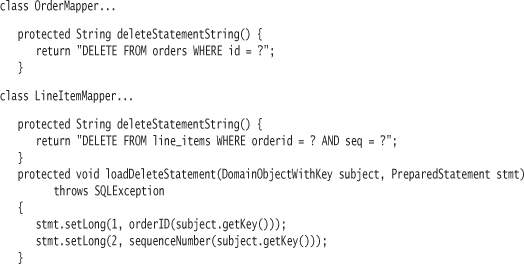 class OrderMapper...
protected String deleteStatementString() {
return "DELETE FROM orders WHERE id = ?";
}
class LineItemMapper...
protected String deleteStatementString() {
return "DELETE FROM line_items WHERE orderid = ? AND seq = ?";
}
protected void loadDeleteStatement(DomainObjectWithKey subject, PreparedStatement stmt)
throws SQLException
{
stmt.setLong(1, orderID(subject.getKey()));
stmt.setLong(2, sequenceNumber(subject.getKey()));
}